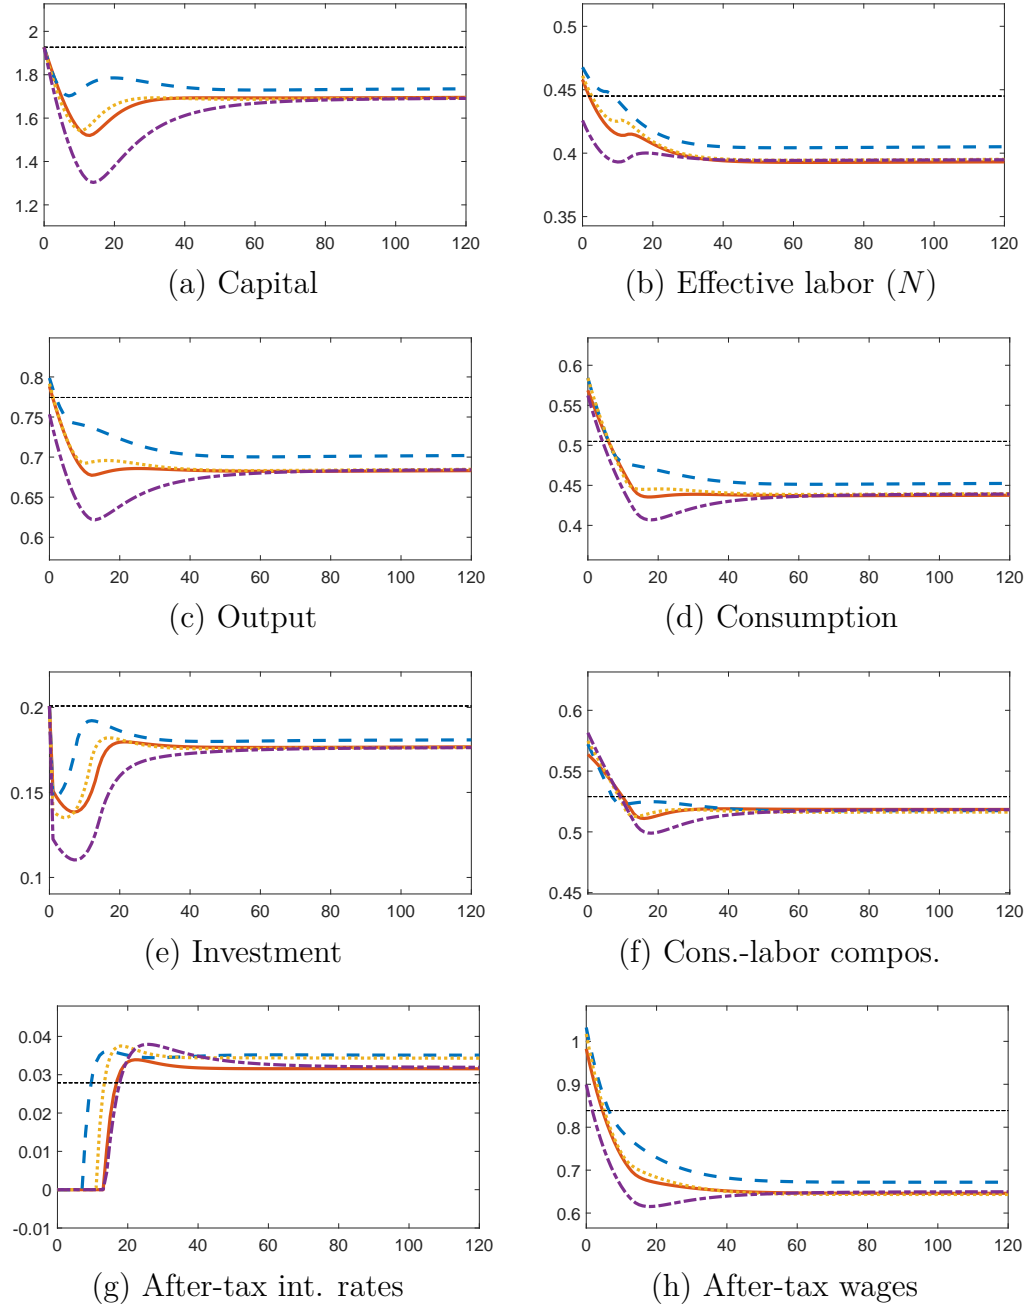 2
1.8
1.6
1.4
1.2
0 20 40 60 80 100 120
(a) Capital
0.5
0.45
0.4
0.35
0 20 40 60 80 100 120
(b) Effective labor (N)
0.8
0.75
0.7
0.65
0.6
0 20 40 60 80 100 120
(c) Output
0.6
0.55
0.5
0.45
0.4
0 20 40 60 80 100 120
(d) Consumption
0.2
0.15
0.1
0 20 40 60 80 100 120
(e) Investment
0.6
0.55
0.5
0.45
0 20 40 60 80 100 120
(f) Cons.-labor compos.
0.04
0.03
0.02
0.01
0
-0.01
0 20 40 60 80 100 120
(g) After-tax int. rates
1
0.9
0.8
0.7
0.6
0 20 40 60 80 100 120
(h) After-tax wages